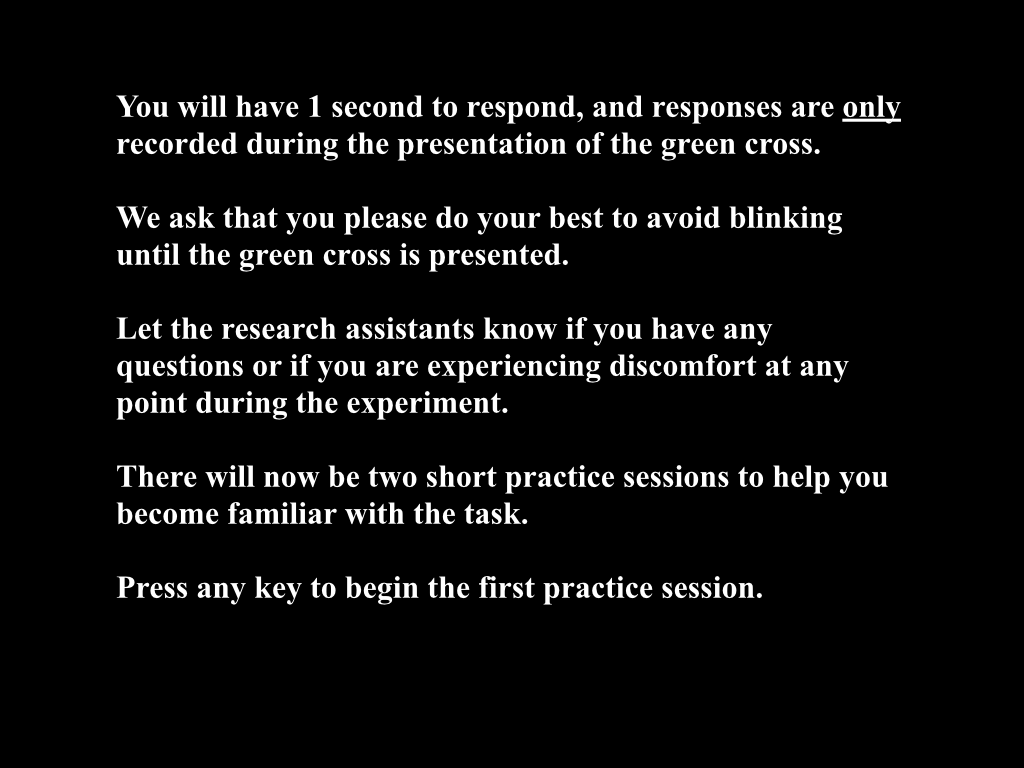 You will have 1 second to respond, and responses are only
recorded during the presentation of the green cross.
We ask that you please do your best to avoid blinking
until the green cross is presented.
Let the research assistants know if you have any
questions or if you are experiencing discomfort at any
point during the experiment.
There will now be two short practice sessions to help you
become familiar with the task.
Press any key to begin the first practice session.